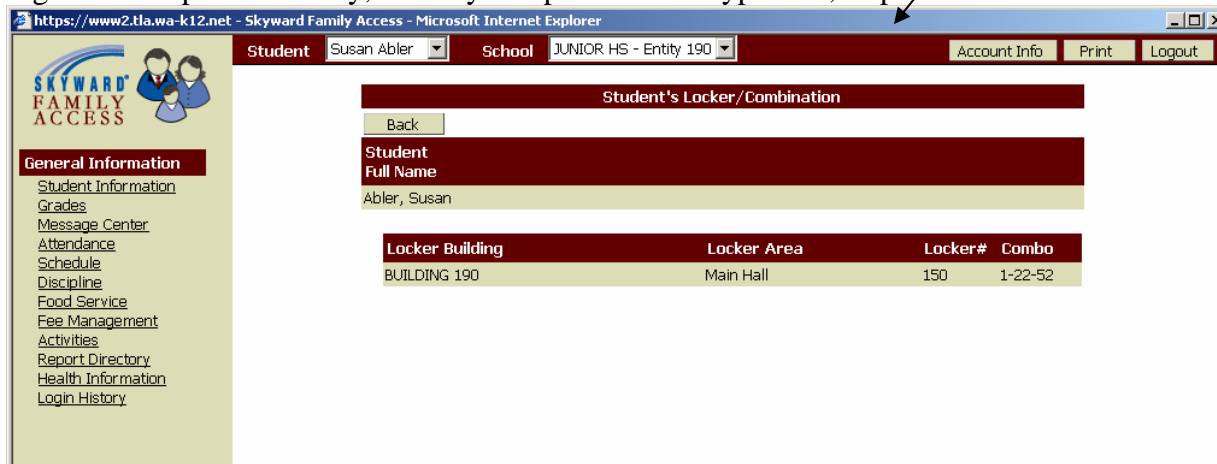 https://www2.tla.wa-k12.net - Skyward Family Access - Microsoft Internet Explorer
Student Susan Abler School JUNIOR HS - Entity 190 Account Info Print Logout
SKYWARD®
FAMILY
ACCESS
General Information
Student Information
Grades
Message Center
Attendance
Schedule
Discipline
Food Service
Fee Management
Activities
Report Directory
Health Information
Login History
Student's Locker/Combination
Back
Student
Full Name
Abler, Susan
Locker Building Locker Area Locker# Combo
BUILDING 190 Main Hall 150 1-22-52